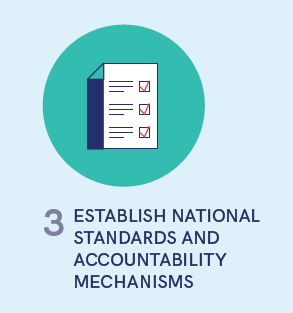 3 ESTABLISH NATIONAL
STANDARDS AND
ACCOUNTABILITY
MECHANISMS